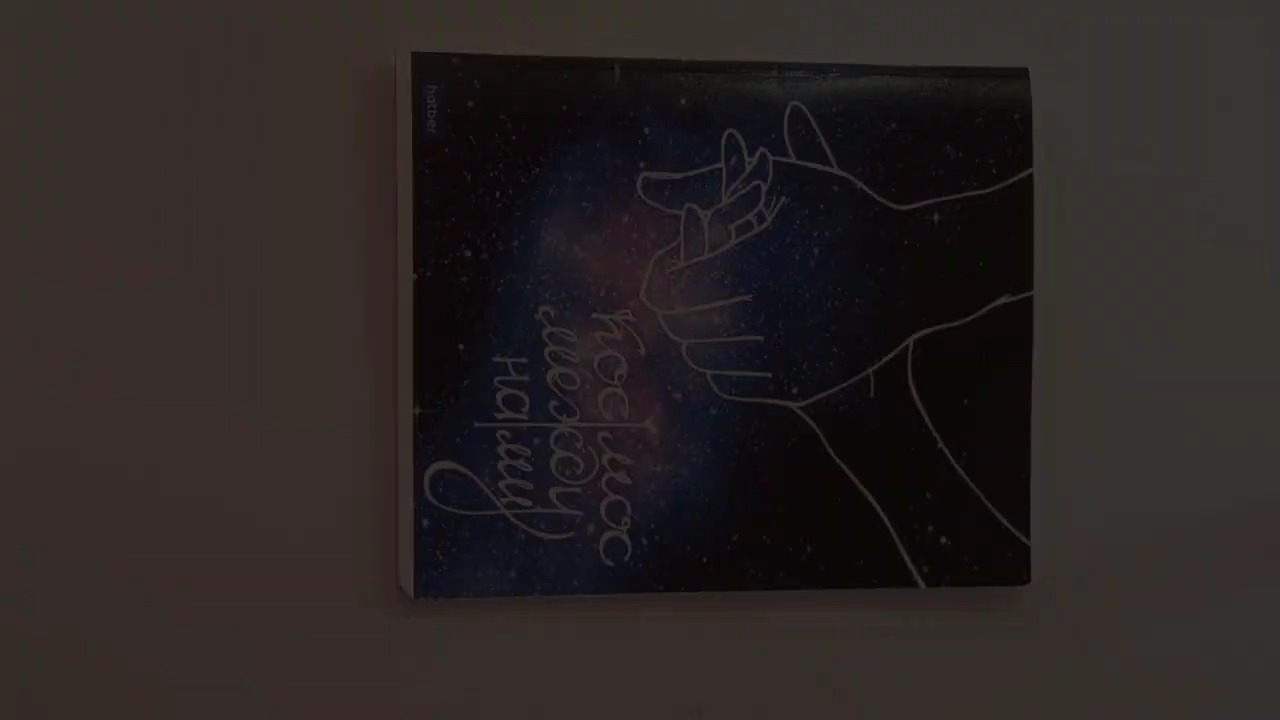 Космос
между
нами
hatber